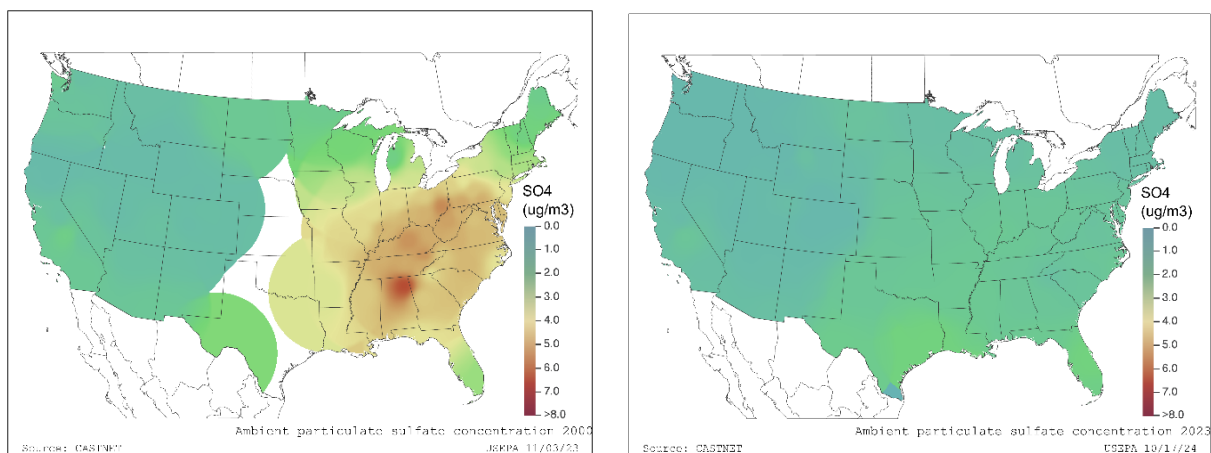 SO4
(ug/m3)
0.0
1.0
2.0
3.0
4.0
5.0
6.0
7.0
>8.0
Ambient particulate sulfate concentration 2000
Source: CASTNET
USEPA 11/03/23
SO4
(ug/m3)
0.0
1.0
2.0
3.0
4.0
5.0
6.0
7.0
>8.0
Ambient particulate sulfate concentration 2023
Source: CASTNET
USEPA 10/17/24